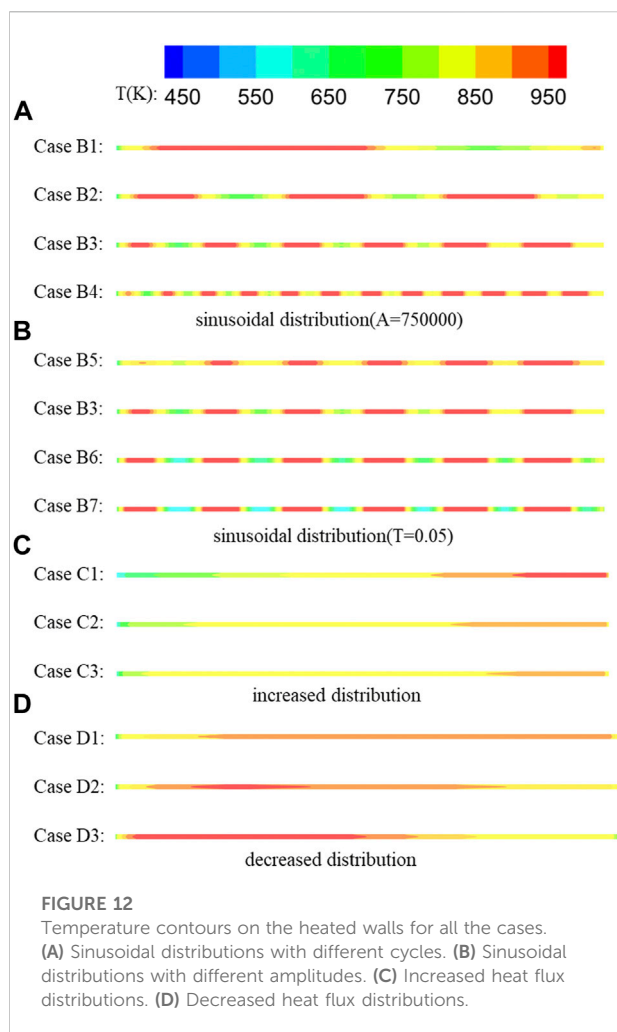 T(K): 450 550 650 750 850 950
A
Case B1:
Case B2:
Case B3:
Case B4:
sinusoidal distribution(A=750000)
B
Case B5:
Case B3:
Case B6:
Case B7:
sinusoidal distribution(T=0.05)
C
Case C1:
Case C2:
Case C3:
increased distribution
D
Case D1:
Case D2:
Case D3:
decreased distribution
FIGURE 12
Temperature contours on the heated walls for all the cases.
(A) Sinusoidal distributions with different cycles. (B) Sinusoidal
distributions with different amplitudes. (C) Increased heat flux
distributions. (D) Decreased heat flux distributions.